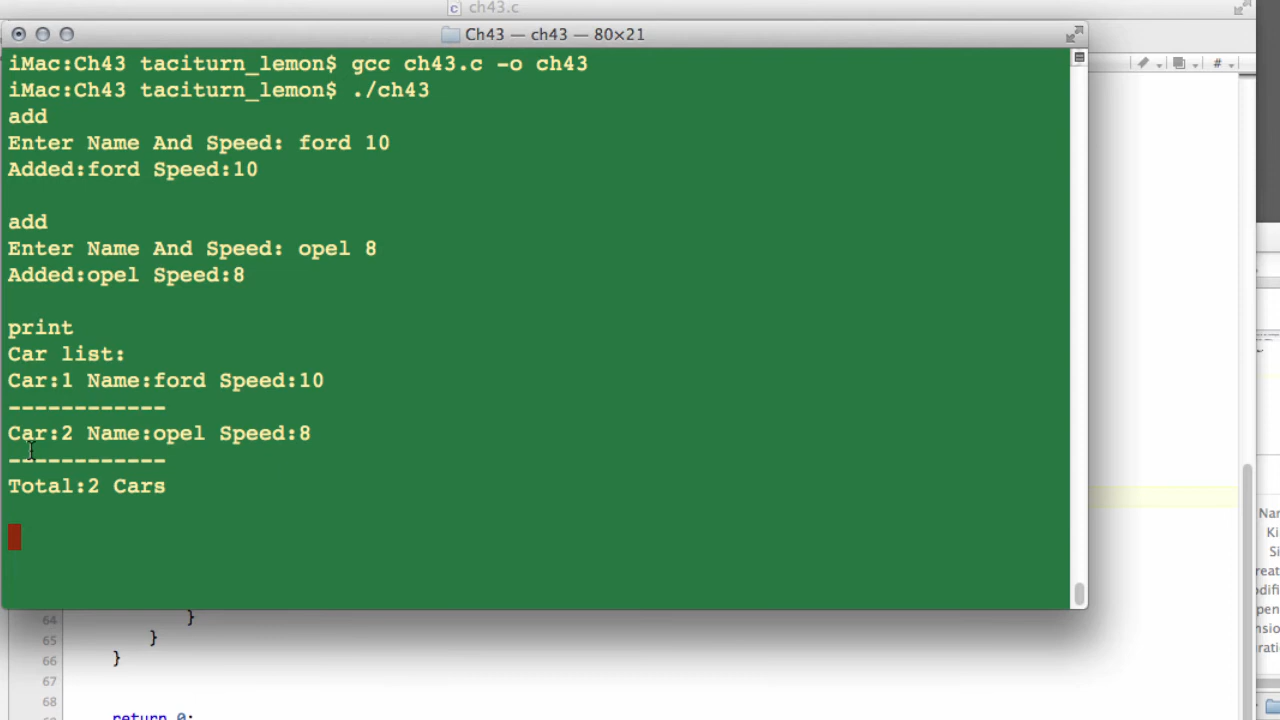 ch43.c
Ch43 — ch43 — 80×21
iMac:Ch43 taciturn_lemon$ gcc ch43.c -o ch43
iMac:Ch43 taciturn_lemon$ ./ch43
add
Enter Name And Speed: ford 10
Added:ford Speed:10
add
Enter Name And Speed: opel 8
Added:opel Speed:8
print
Car list:
Car:1 Name:ford Speed:10
------------
Car:2 Name:opel Speed:8
------------
Total:2 Cars
#
64 }
65 }
66 }
67
68
return 0;